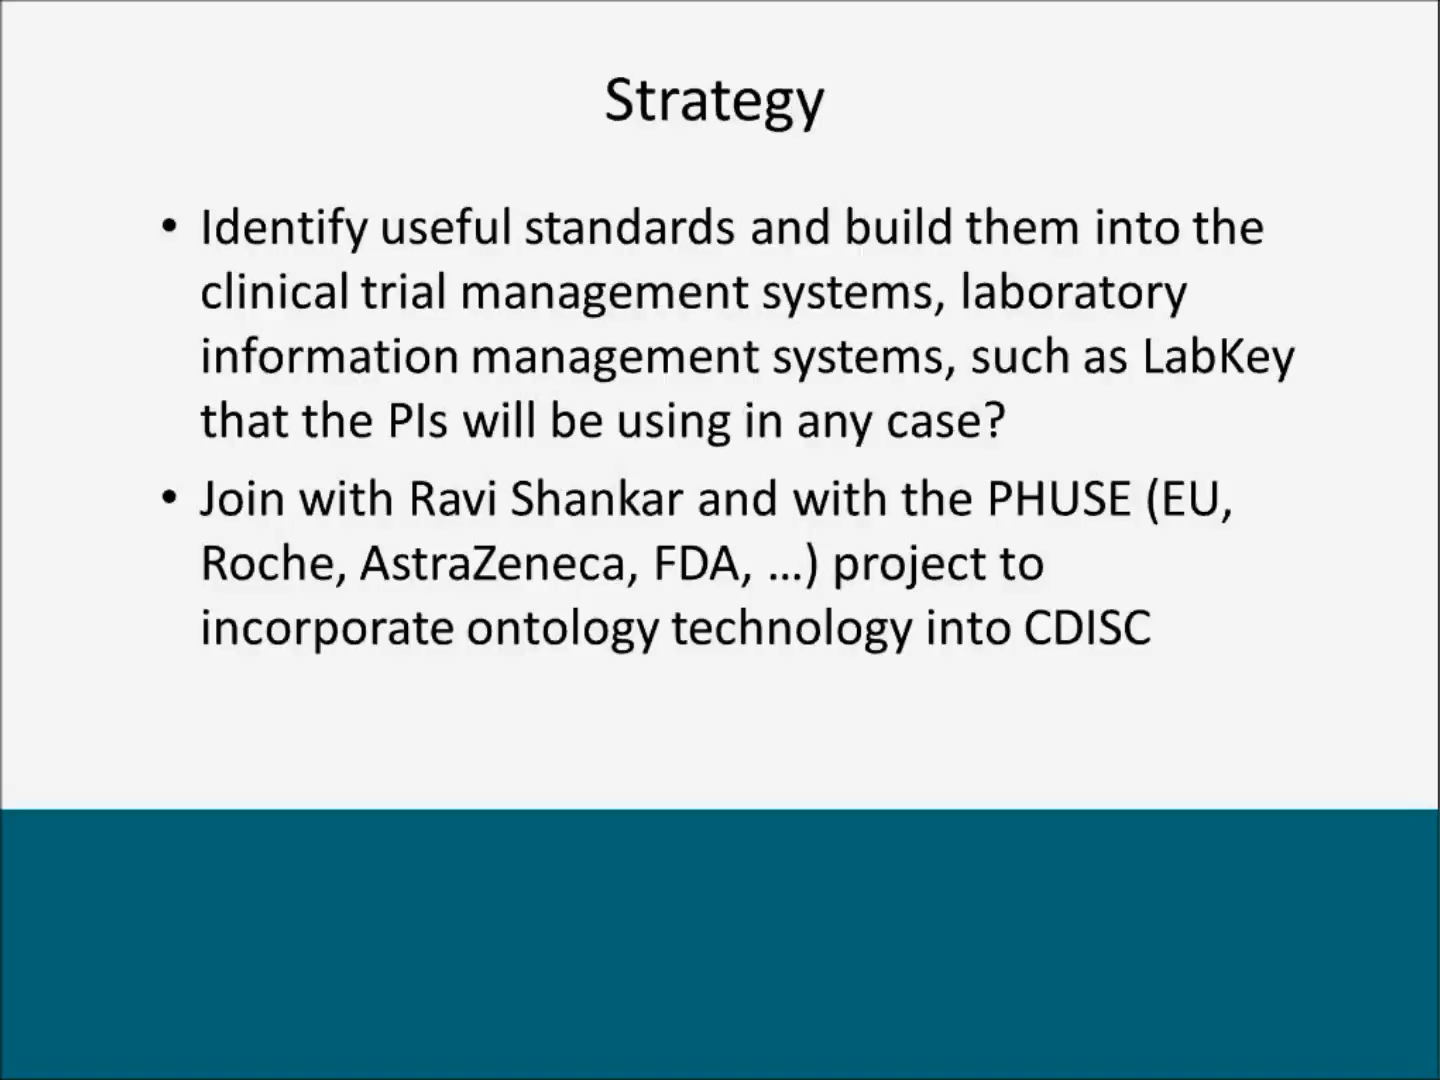 Strategy
• Identify useful standards and build them into the
clinical trial management systems, laboratory
information management systems, such as LabKey
that the PIs will be using in any case?
• Join with Ravi Shankar and with the PHUSE (EU,
Roche, AstraZeneca, FDA, ...) project to
incorporate ontology technology into CDISC